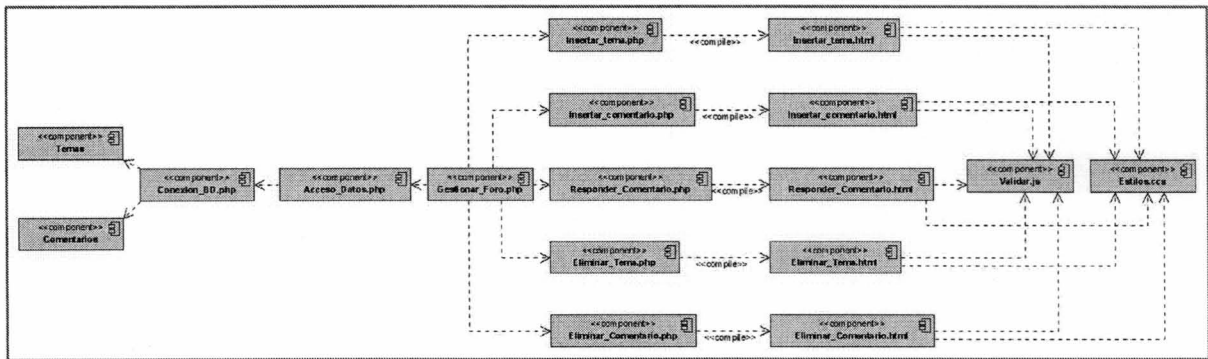 <<component>>
Insertar_tema.php
<<compile>>
<<component>>
Insertar_tema.html
<<component>>
Insertar_comentario.php
<<compile>>
<<component>>
Insertar_comentario.html
<<component>>
Temas
<<component>>
Conexion_BD.php
<<component>>
Acceso_Datos.php
<<component>>
Gestionar_Foro.php
<<component>>
Responder_Comentario.php
<<compile>>
<<component>>
Responder_Comentario.html
<<component>>
Validar.js
<<component>>
Estilos.ccs
<<component>>
Comentarios
<<component>>
Eliminar_Tema.php
<<compile>>
<<component>>
Eliminar_Tema.html
<<component>>
Eliminar_Comentario.php
<<compile>>
<<component>>
Eliminar_Comentario.html